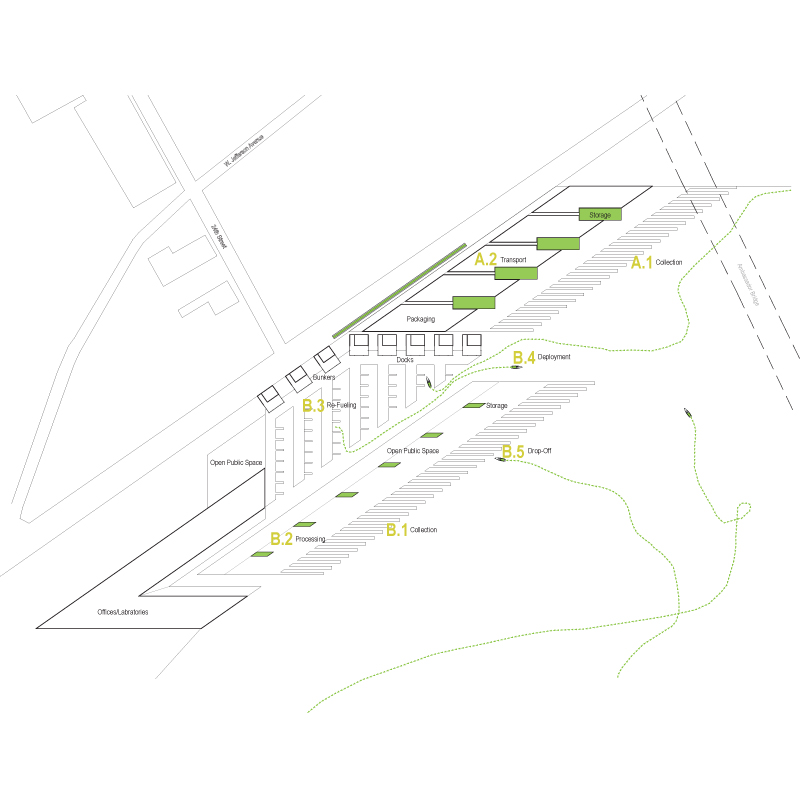 W. Jefferson Avenue
24th Street
Storage
A.2 Transport
A.1 Collection
Ambassador Bridge
Packaging
Docks
B.4 Deployment
Bunkers
B.3 Re-Fueling
Storage
Open Public Space
B.5 Drop-Off
Open Public Space
B.1 Collection
B.2 Processing
Offices/Labratories